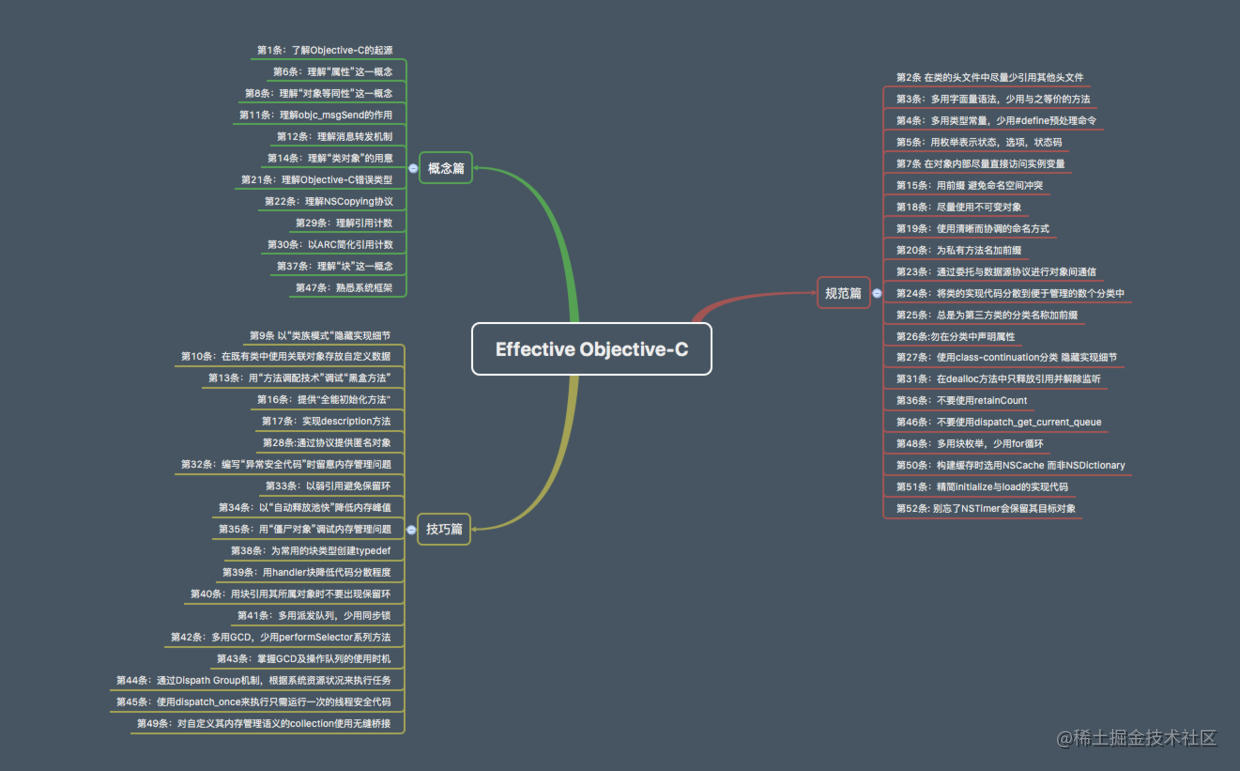 Effective Objective-C
概念篇
第1条：了解Objective-C的起源
第6条：理解“属性”这一概念
第8条：理解“对象等同性”这一概念
第11条：理解objc_msgSend的作用
第12条：理解消息转发机制
第14条：理解“类对象”的用意
第21条：理解Objective-C错误类型
第22条：理解NSCopying协议
第29条：理解引用计数
第30条：以ARC简化引用计数
第37条：理解“块”这一概念
第47条：熟悉系统框架
规范篇
第2条 在类的头文件中尽量少引用其他头文件
第3条：多用字面量语法，少用与之等价的方法
第4条：多用类型常量，少用#define预处理命令
第5条：用枚举表示状态，选项，状态码
第7条 在对象内部尽量直接访问实例变量
第15条：用前缀 避免命名空间冲突
第18条：尽量使用不可变对象
第19条：使用清晰而协调的命名方式
第20条：为私有方法名加前缀
第23条：通过委托与数据源协议进行对象间通信
第24条：将类的实现代码分散到便于管理的数个分类中
第25条：总是为第三方类的分类名称加前缀
第26条:勿在分类中声明属性
第27条：使用class-continuation分类 隐藏实现细节
第31条：在dealloc方法中只释放引用并解除监听
第36条：不要使用retainCount
第46条：不要使用dispatch_get_current_queue
第48条：多用块枚举，少用for循环
第50条：构建缓存时选用NSCache 而非NSDictionary
第51条：精简initialize与load的实现代码
第52条: 别忘了NSTimer会保留其目标对象
技巧篇
第9条 以“类族模式“隐藏实现细节
第10条：在既有类中使用关联对象存放自定义数据
第13条：用“方法调配技术”调试“黑盒方法”
第16条：提供“全能初始化方法”
第17条：实现description方法
第28条:通过协议提供匿名对象
第32条：编写“异常安全代码”时留意内存管理问题
第33条：以弱引用避免保留环
第34条：以“自动释放池快”降低内存峰值
第35条：用“僵尸对象”调试内存管理问题
第38条：为常用的块类型创建typedef
第39条：用handler块降低代码分散程度
第40条：用块引用其所属对象时不要出现保留环
第41条：多用派发队列，少用同步锁
第42条：多用GCD，少用performSelector系列方法
第43条：掌握GCD及操作队列的使用时机
第44条：通过Dispath Group机制，根据系统资源状况来执行任务
第45条：使用dispatch_once来执行只需运行一次的线程安全代码
第49条：对自定义其内存管理语义的collection使用无缝桥接
@稀土掘金技术社区